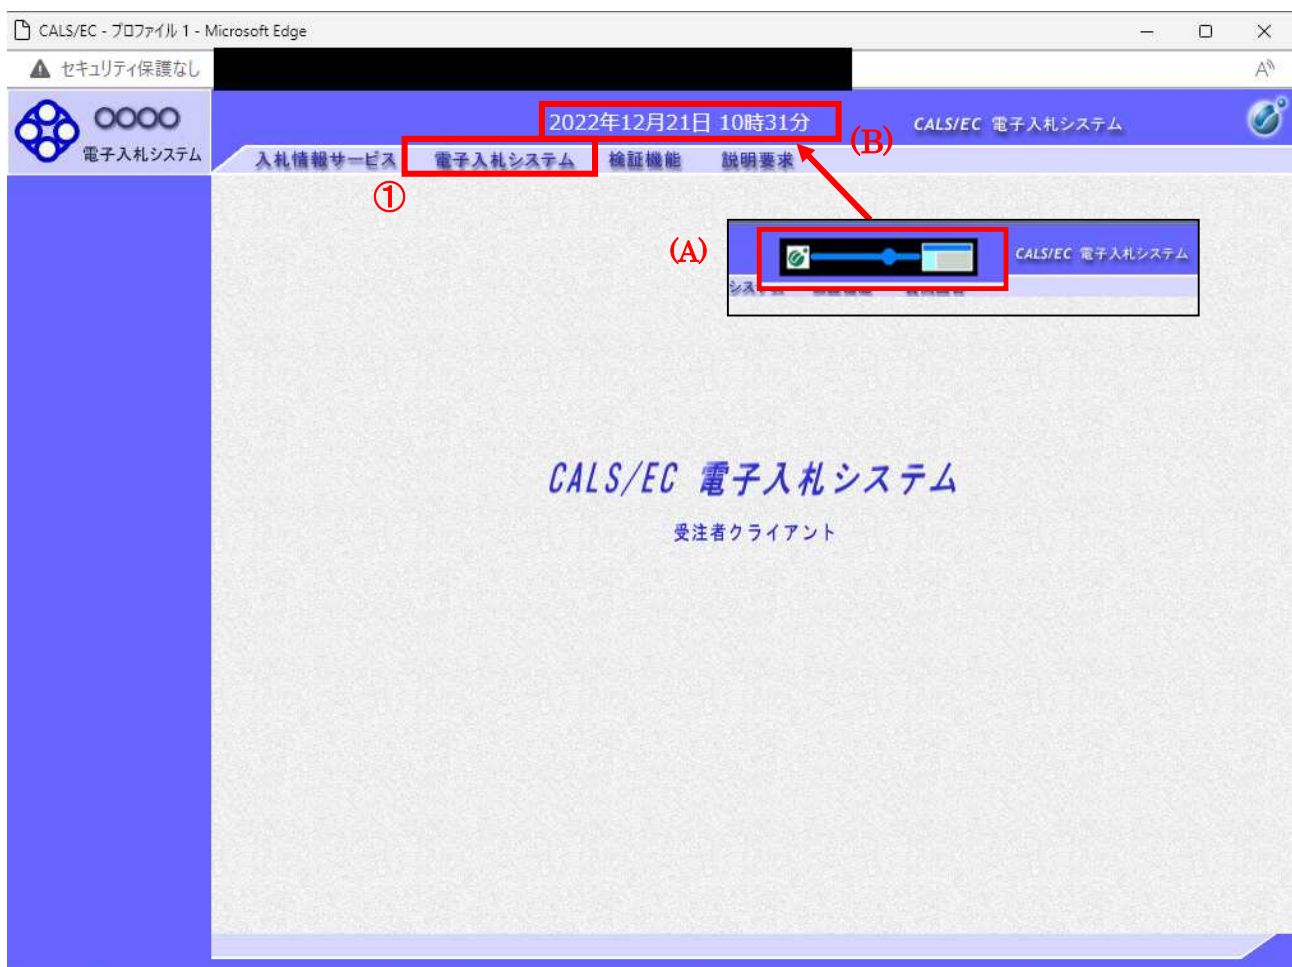 CALS/EC - プロファイル 1 - Microsoft Edge
セキュリティ保護なし
〇〇〇〇
電子入札システム
2022年12月21日 10時31分
(B)
CALS/EC 電子入札システム
入札情報サービス 電子入札システム 検証機能 説明要求
①
(A)
CALS/EC 電子入札システム
CALS/EC 電子入札システム
受注者クライアント